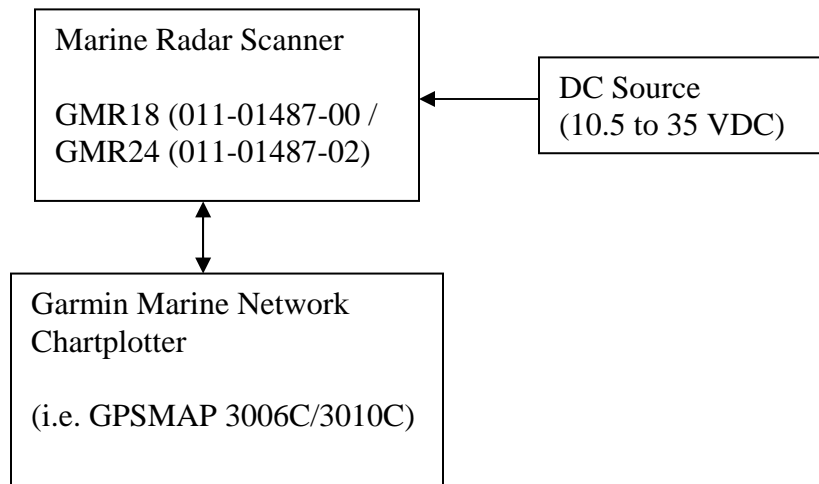 Marine Radar Scanner
GMR18 (011-01487-00 /
GMR24 (011-01487-02)
DC Source
(10.5 to 35 VDC)
Garmin Marine Network
Chartplotter
(i.e. GPSMAP 3006C/3010C)